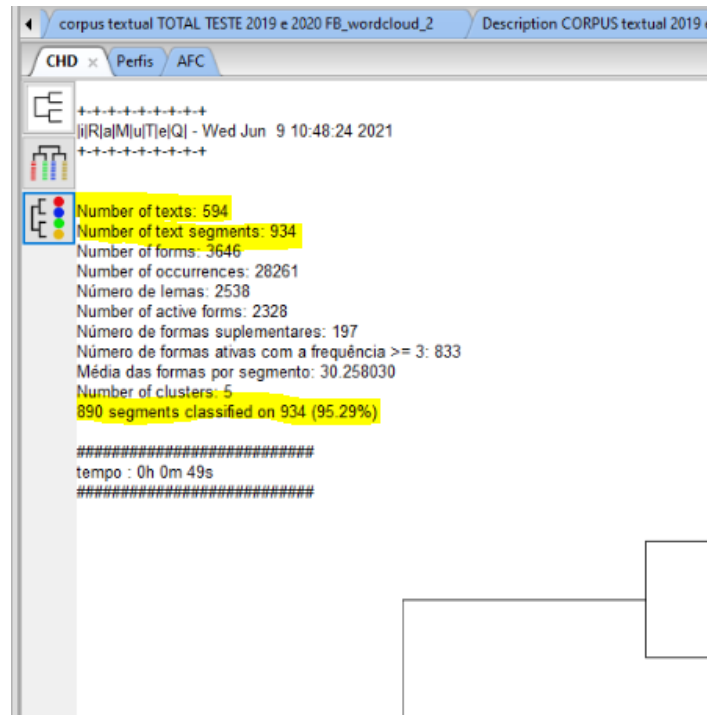 corpus textual TOTAL TESTE 2019 e 2020 FB_wordcloud_2
Description CORPUS textual 2019
CHD
Perfis
AFC
+-+-+-+-+-+-+-+-+
|i|R|a|M|u|T|e|Q| - Wed Jun 9 10:48:24 2021
+-+-+-+-+-+-+-+-+
Number of texts: 594
Number of text segments: 934
Number of forms: 3646
Number of occurrences: 28261
Número de lemas: 2538
Number of active forms: 2328
Número de formas suplementares: 197
Número de formas ativas com a frequência >= 3: 833
Média das formas por segmento: 30.258030
Number of clusters: 5
890 segments classified on 934 (95.29%)
###########################
tempo : 0h 0m 49s
###########################